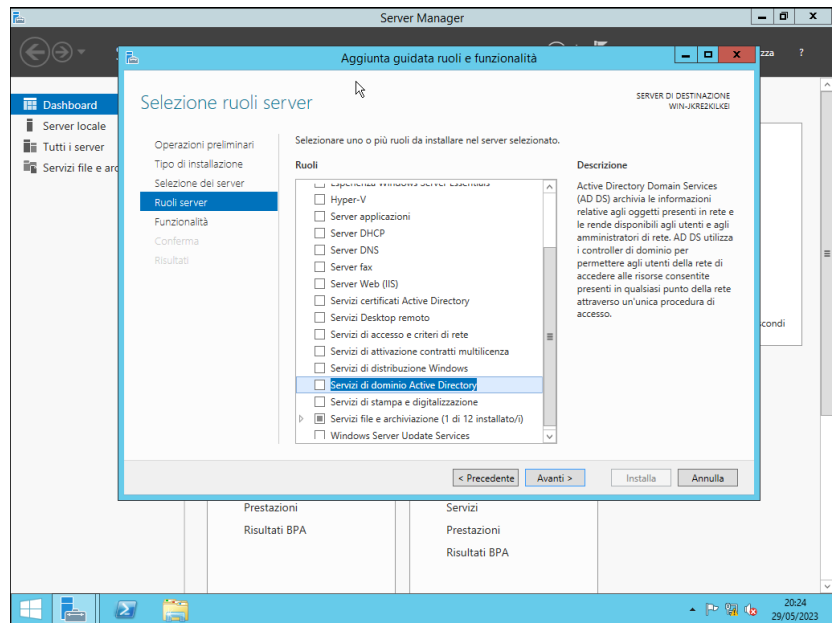 Server Manager
zza ?
Dashboard
Server locale
Tutti i server
Servizi file e arc
Aggiunta guidata ruoli e funzionalità
Selezione ruoli server
SERVER DI DESTINAZIONE
WIN-JKRE2KILKEI
Operazioni preliminari
Tipo di installazione
Selezione dei server
Ruoli server
Funzionalità
Conferma
Risultati
Selezionare uno o più ruoli da installare nel server selezionato.
Ruoli
Esperienza Windows Server Essentials
Hyper-V
Server applicazioni
Server DHCP
Server DNS
Server fax
Server Web (IIS)
Servizi certificati Active Directory
Servizi Desktop remoto
Servizi di accesso e criteri di rete
Servizi di attivazione contratti multilicenza
Servizi di distribuzione Windows
Servizi di dominio Active Directory
Servizi di stampa e digitalizzazione
Servizi file e archiviazione (1 di 12 installato/i)
Windows Server Update Services
Descrizione
Active Directory Domain Services
(AD DS) archivia le informazioni
relative agli oggetti presenti in rete e
le rende disponibili agli utenti e agli
amministratori di rete. AD DS utilizza
i controller di dominio per
permettere agli utenti della rete di
accedere alle risorse consentite
presenti in qualsiasi punto della rete
attraverso un'unica procedura di
accesso.
scondi
< Precedente
Avanti >
Installa
Annulla
Prestazioni
Risultati BPA
Servizi
Prestazioni
Risultati BPA
20:24
29/05/2023